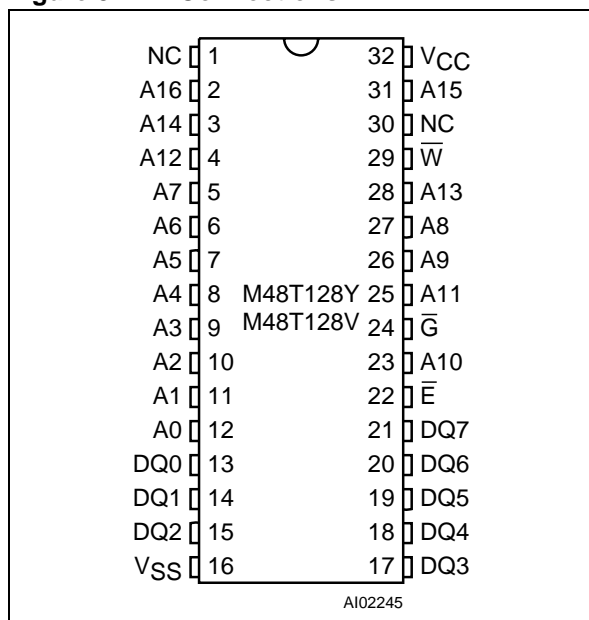 NC 1 32 VCC
A16 2 31 A15
A14 3 30 NC
A12 4 29 W̅
A7 5 28 A13
A6 6 27 A8
A5 7 26 A9
A4 8 M48T128Y 25 A11
A3 9 M48T128V 24 G̅
A2 10 23 A10
A1 11 22 E̅
A0 12 21 DQ7
DQ0 13 20 DQ6
DQ1 14 19 DQ5
DQ2 15 18 DQ4
VSS 16 17 DQ3
AI02245